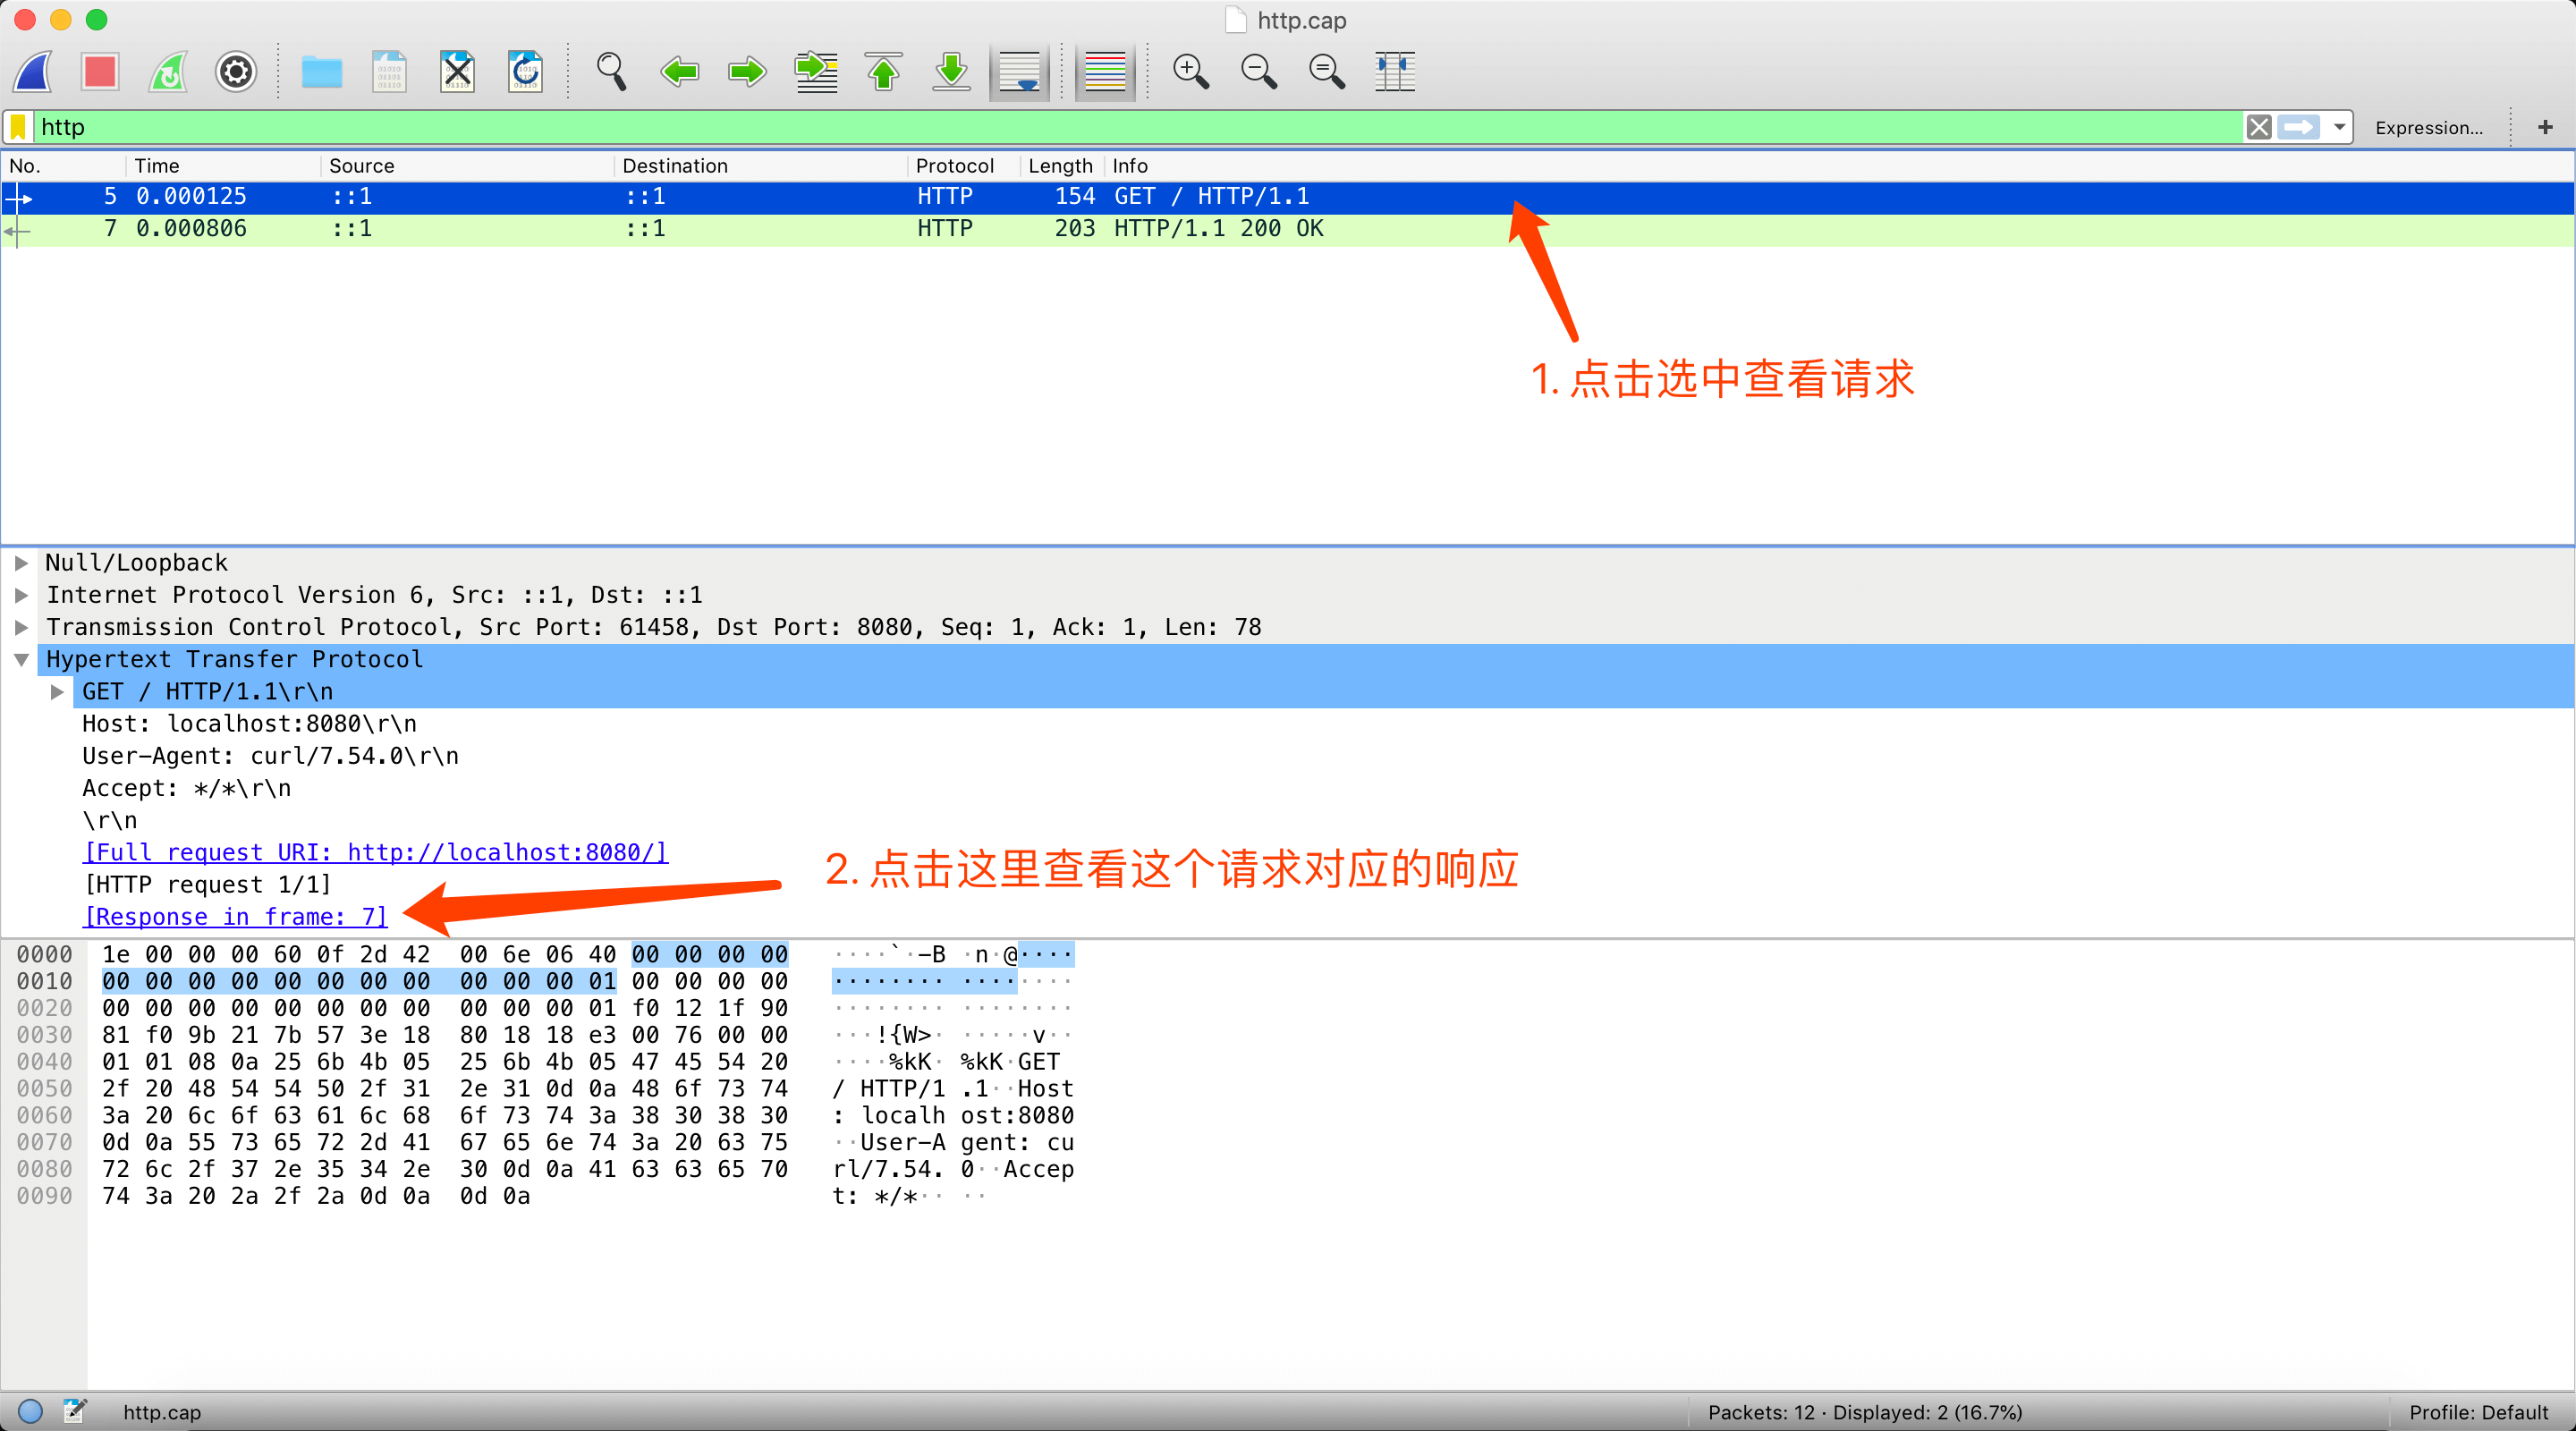 http.cap
http
Expression...
+
No. Time Source Destination Protocol Length Info
5 0.000125 ::1 ::1 HTTP 154 GET / HTTP/1.1
7 0.000806 ::1 ::1 HTTP 203 HTTP/1.1 200 OK
1. 点击选中查看请求
Null/Loopback
Internet Protocol Version 6, Src: ::1, Dst: ::1
Transmission Control Protocol, Src Port: 61458, Dst Port: 8080, Seq: 1, Ack: 1, Len: 78
Hypertext Transfer Protocol
GET / HTTP/1.1\r\n
Host: localhost:8080\r\n
User-Agent: curl/7.54.0\r\n
Accept: */*\r\n
\r\n
[Full request URI: http://localhost:8080/]
2. 点击这里查看这个请求对应的响应
[HTTP request 1/1]
[Response in frame: 7]
0000 1e 00 00 00 60 0f 2d 42 00 6e 06 40 00 00 00 00 ····`·-B ·n·@····
0010 00 00 00 00 00 00 00 00 00 00 00 01 00 00 00 00 ········ ········
0020 00 00 00 00 00 00 00 00 00 00 00 01 f0 12 1f 90 ········ ········
0030 81 f0 9b 21 7b 57 3e 18 80 18 18 e3 00 76 00 00 ···!{W>· ·····v··
0040 01 01 08 0a 25 6b 4b 05 25 6b 4b 05 47 45 54 20 ····%kK· %kK·GET
0050 2f 20 48 54 54 50 2f 31 2e 31 0d 0a 48 6f 73 74 / HTTP/1 .1··Host
0060 3a 20 6c 6f 63 61 6c 68 6f 73 74 3a 38 30 38 30 : localh ost:8080
0070 0d 0a 55 73 65 72 2d 41 67 65 6e 74 3a 20 63 75 ··User-A gent: cu
0080 72 6c 2f 37 2e 35 34 2e 30 0d 0a 41 63 63 65 70 rl/7.54. 0··Accep
0090 74 3a 20 2a 2f 2a 0d 0a 0d 0a t: */*·· ··
http.cap Packets: 12 · Displayed: 2 (16.7%) Profile: Default